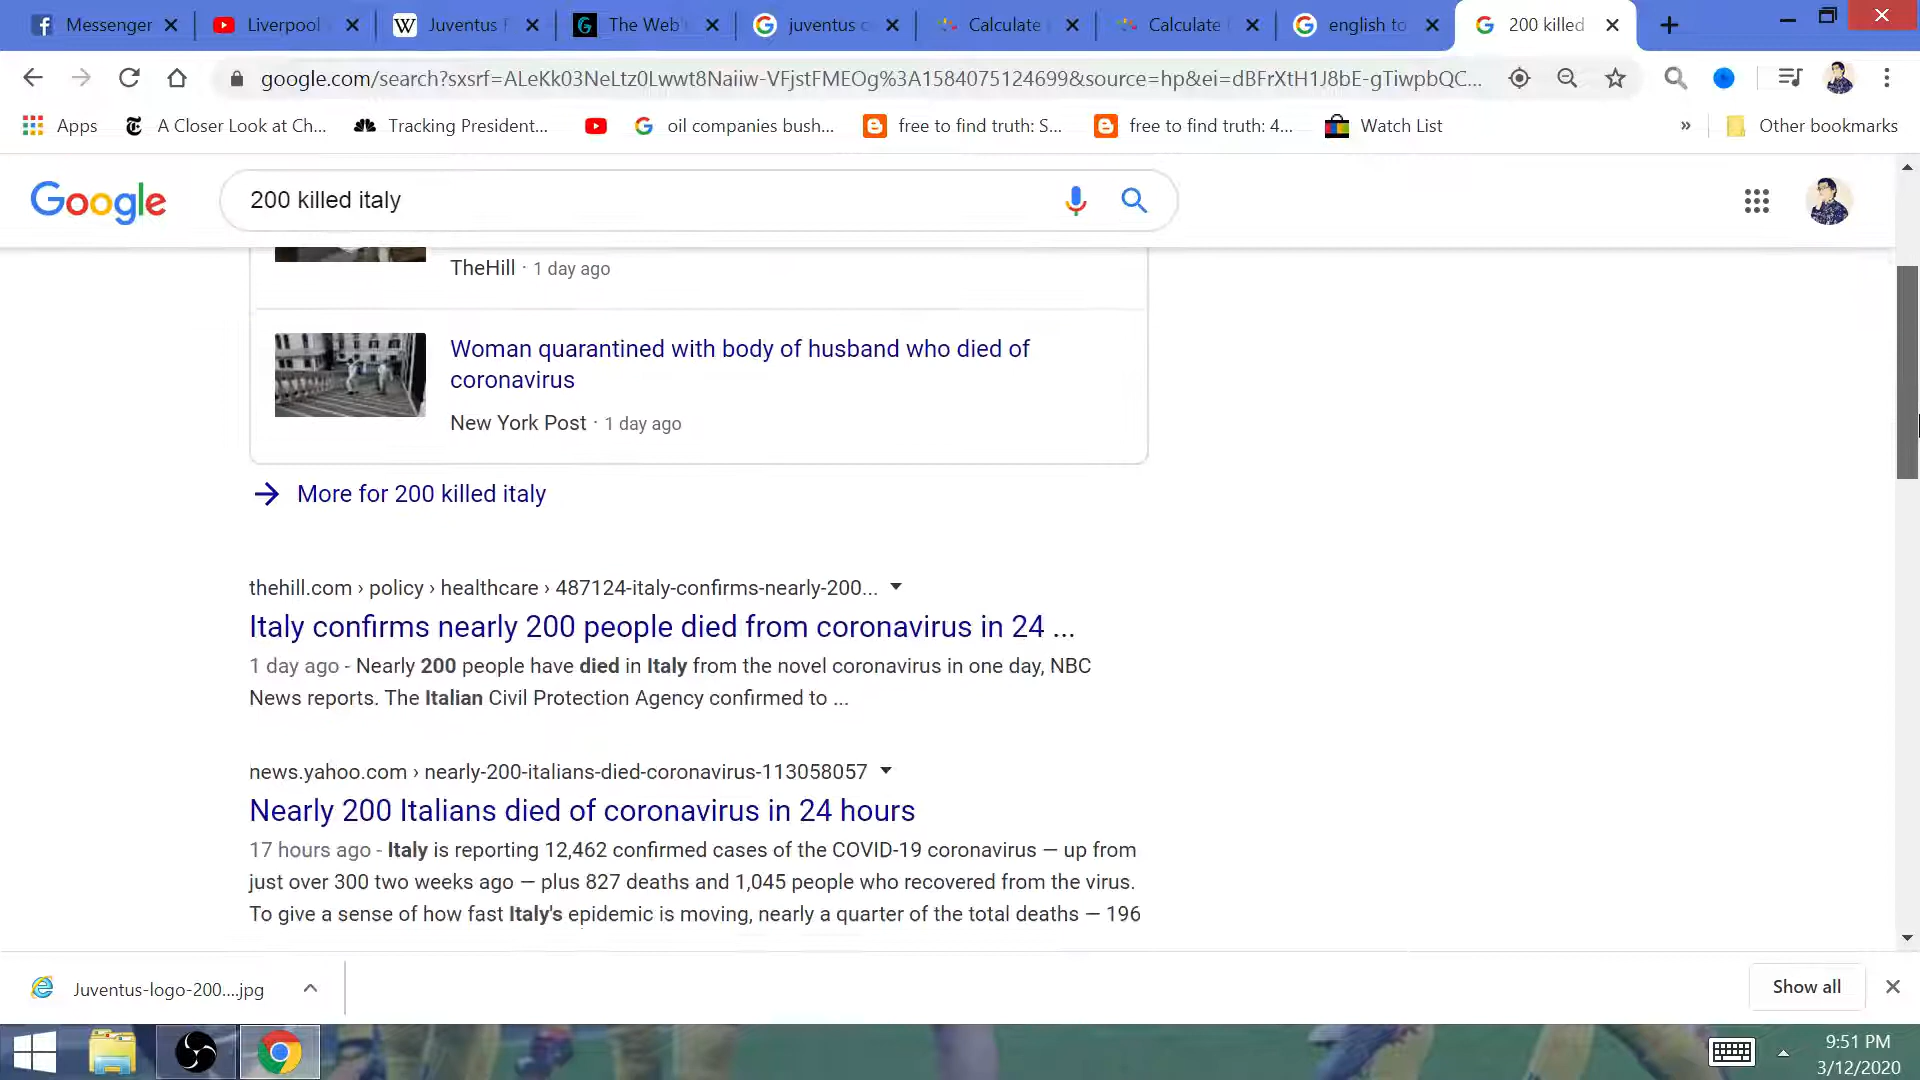 Messenger
Liverpool
Juventus f
The Web
juventus c
Calculate
Calculate
english to
200 killed
google.com/search?sxsrf=ALeKk03NeLtz0Lwwt8Naiiw-VFjstFMEOg%3A1584075124699&source=hp&ei=dBFrXtH1J8bE-gTiwpbQC...
Apps
A Closer Look at Ch...
Tracking President...
oil companies bush...
free to find truth: S...
free to find truth: 4...
Watch List
»
Other bookmarks
Google
200 killed italy
TheHill · 1 day ago
Woman quarantined with body of husband who died of
coronavirus
New York Post · 1 day ago
More for 200 killed italy
thehill.com › policy › healthcare › 487124-italy-confirms-nearly-200...
Italy confirms nearly 200 people died from coronavirus in 24 ...
1 day ago - Nearly 200 people have died in Italy from the novel coronavirus in one day, NBC
News reports. The Italian Civil Protection Agency confirmed to ...
news.yahoo.com › nearly-200-italians-died-coronavirus-113058057
Nearly 200 Italians died of coronavirus in 24 hours
17 hours ago - Italy is reporting 12,462 confirmed cases of the COVID-19 coronavirus — up from
just over 300 two weeks ago — plus 827 deaths and 1,045 people who recovered from the virus.
To give a sense of how fast Italy's epidemic is moving, nearly a quarter of the total deaths — 196
Juventus-logo-200....jpg
Show all
9:51 PM
3/12/2020